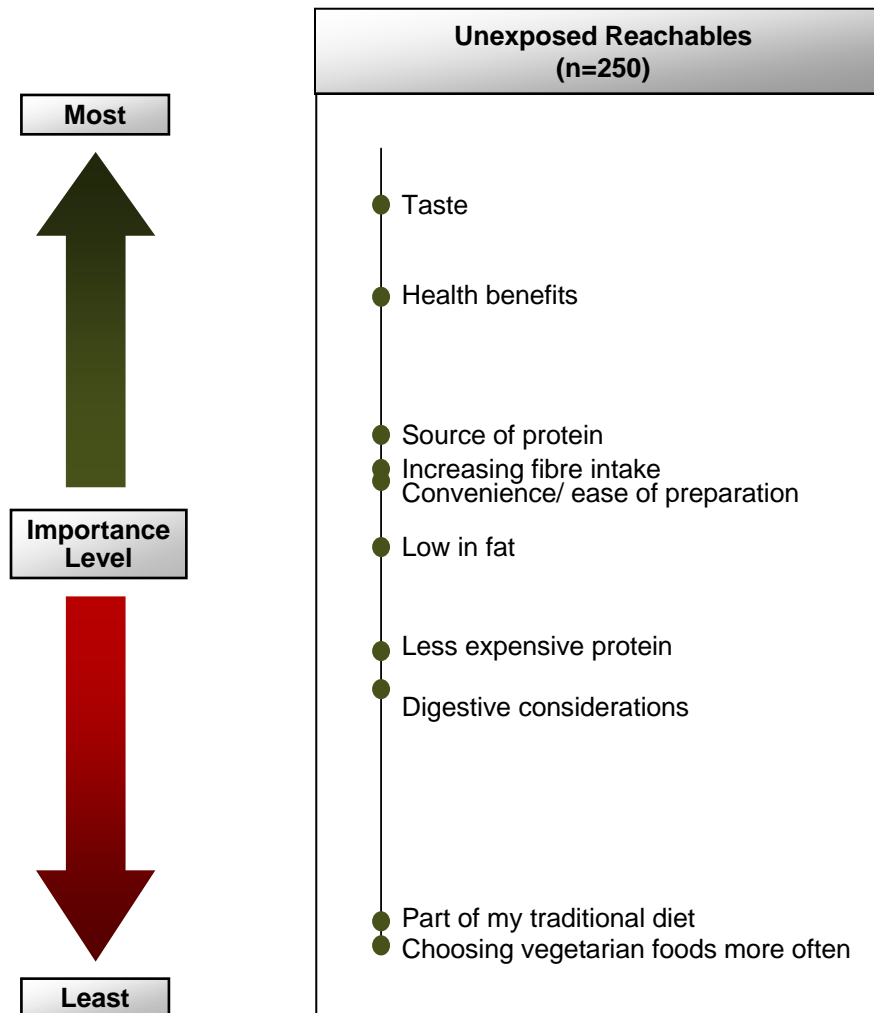 Unexposed Reachables
(n=250)
Most
Taste
Health benefits
Source of protein
Increasing fibre intake
Convenience/ ease of preparation
Importance
Level
Low in fat
Less expensive protein
Digestive considerations
Part of my traditional diet
Choosing vegetarian foods more often
Least